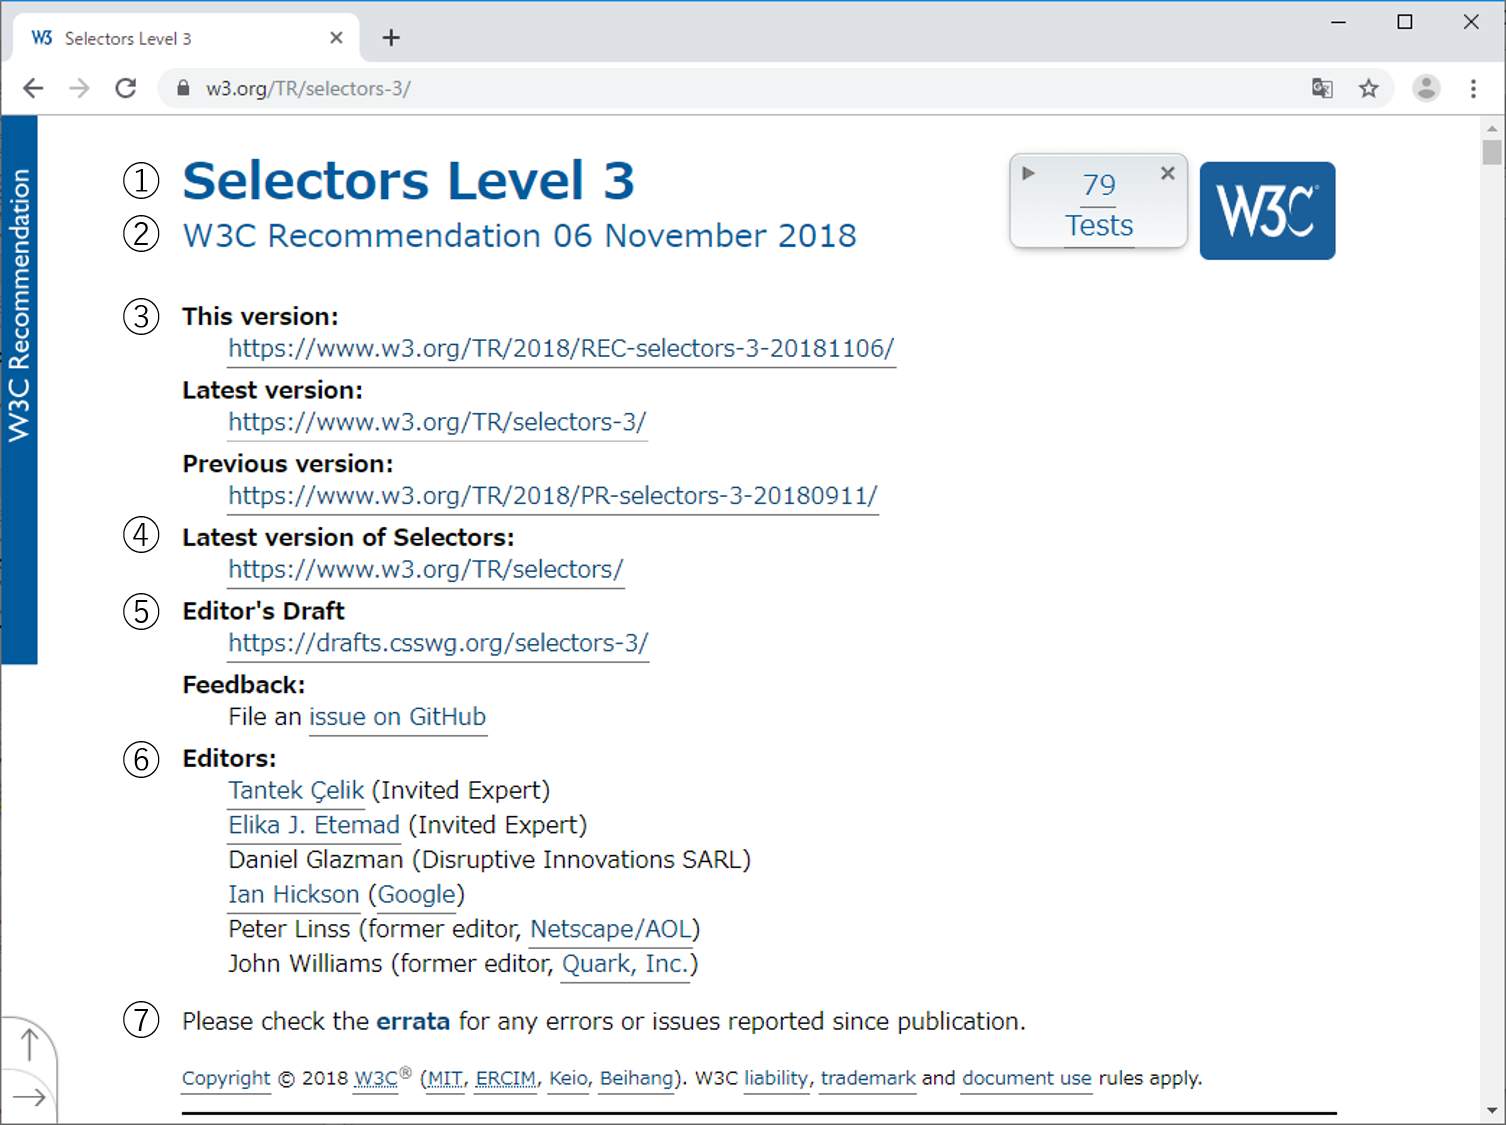 Selectors Level 3
w3.org/TR/selectors-3/
W3C Recommendation
① Selectors Level 3
② W3C Recommendation 06 November 2018
79
Tests
W3C
③ This version:
https://www.w3.org/TR/2018/REC-selectors-3-20181106/
Latest version:
https://www.w3.org/TR/selectors-3/
Previous version:
https://www.w3.org/TR/2018/PR-selectors-3-20180911/
④ Latest version of Selectors:
https://www.w3.org/TR/selectors/
⑤ Editor's Draft
https://drafts.csswg.org/selectors-3/
Feedback:
File an issue on GitHub
⑥ Editors:
Tantek Çelik (Invited Expert)
Elika J. Etemad (Invited Expert)
Daniel Glazman (Disruptive Innovations SARL)
Ian Hickson (Google)
Peter Linss (former editor, Netscape/AOL)
John Williams (former editor, Quark, Inc.)
⑦ Please check the errata for any errors or issues reported since publication.
Copyright © 2018 W3C® (MIT, ERCIM, Keio, Beihang). W3C liability, trademark and document use rules apply.